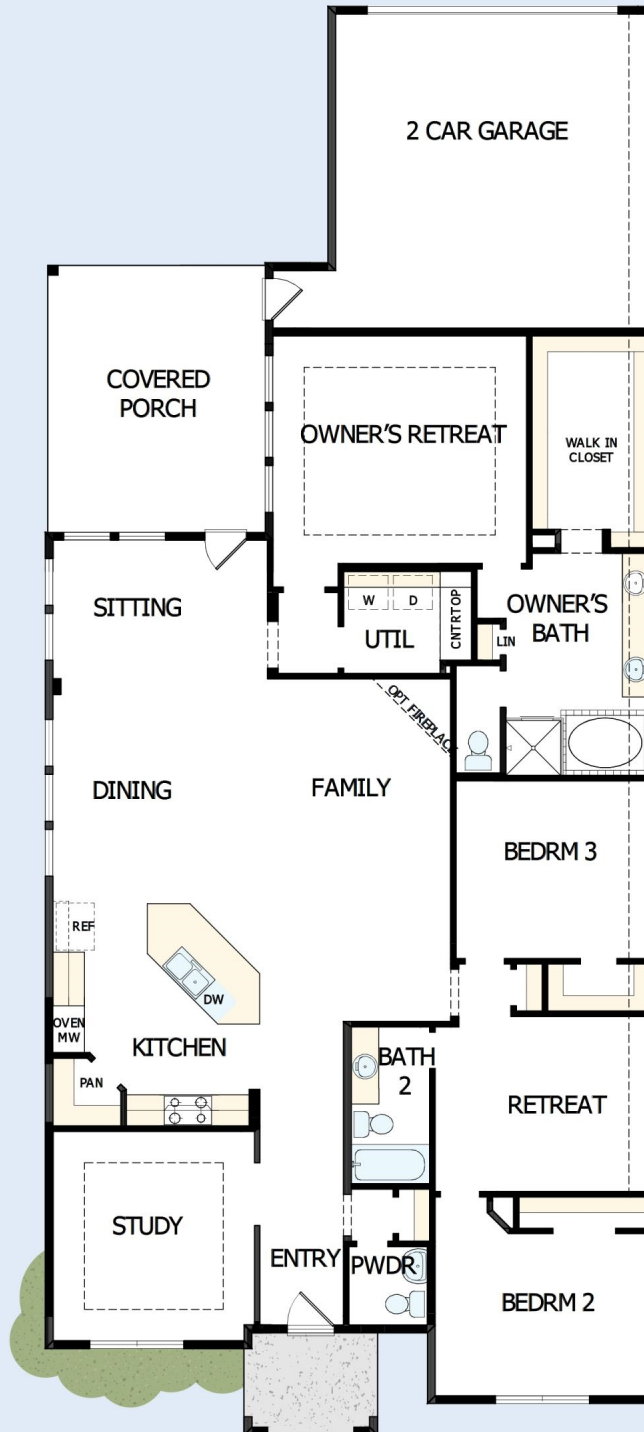 2 CAR GARAGE
COVERED
PORCH
OWNER'S RETREAT
WALK IN
CLOSET
SITTING
W
D
UTIL
CNTRTOP
LIN
OWNER'S
BATH
OPT FIREPLACE
DINING
FAMILY
BEDRM 3
REF
DW
OVEN
MW
KITCHEN
PAN
BATH
2
RETREAT
STUDY
ENTRY
PWDR
BEDRM 2